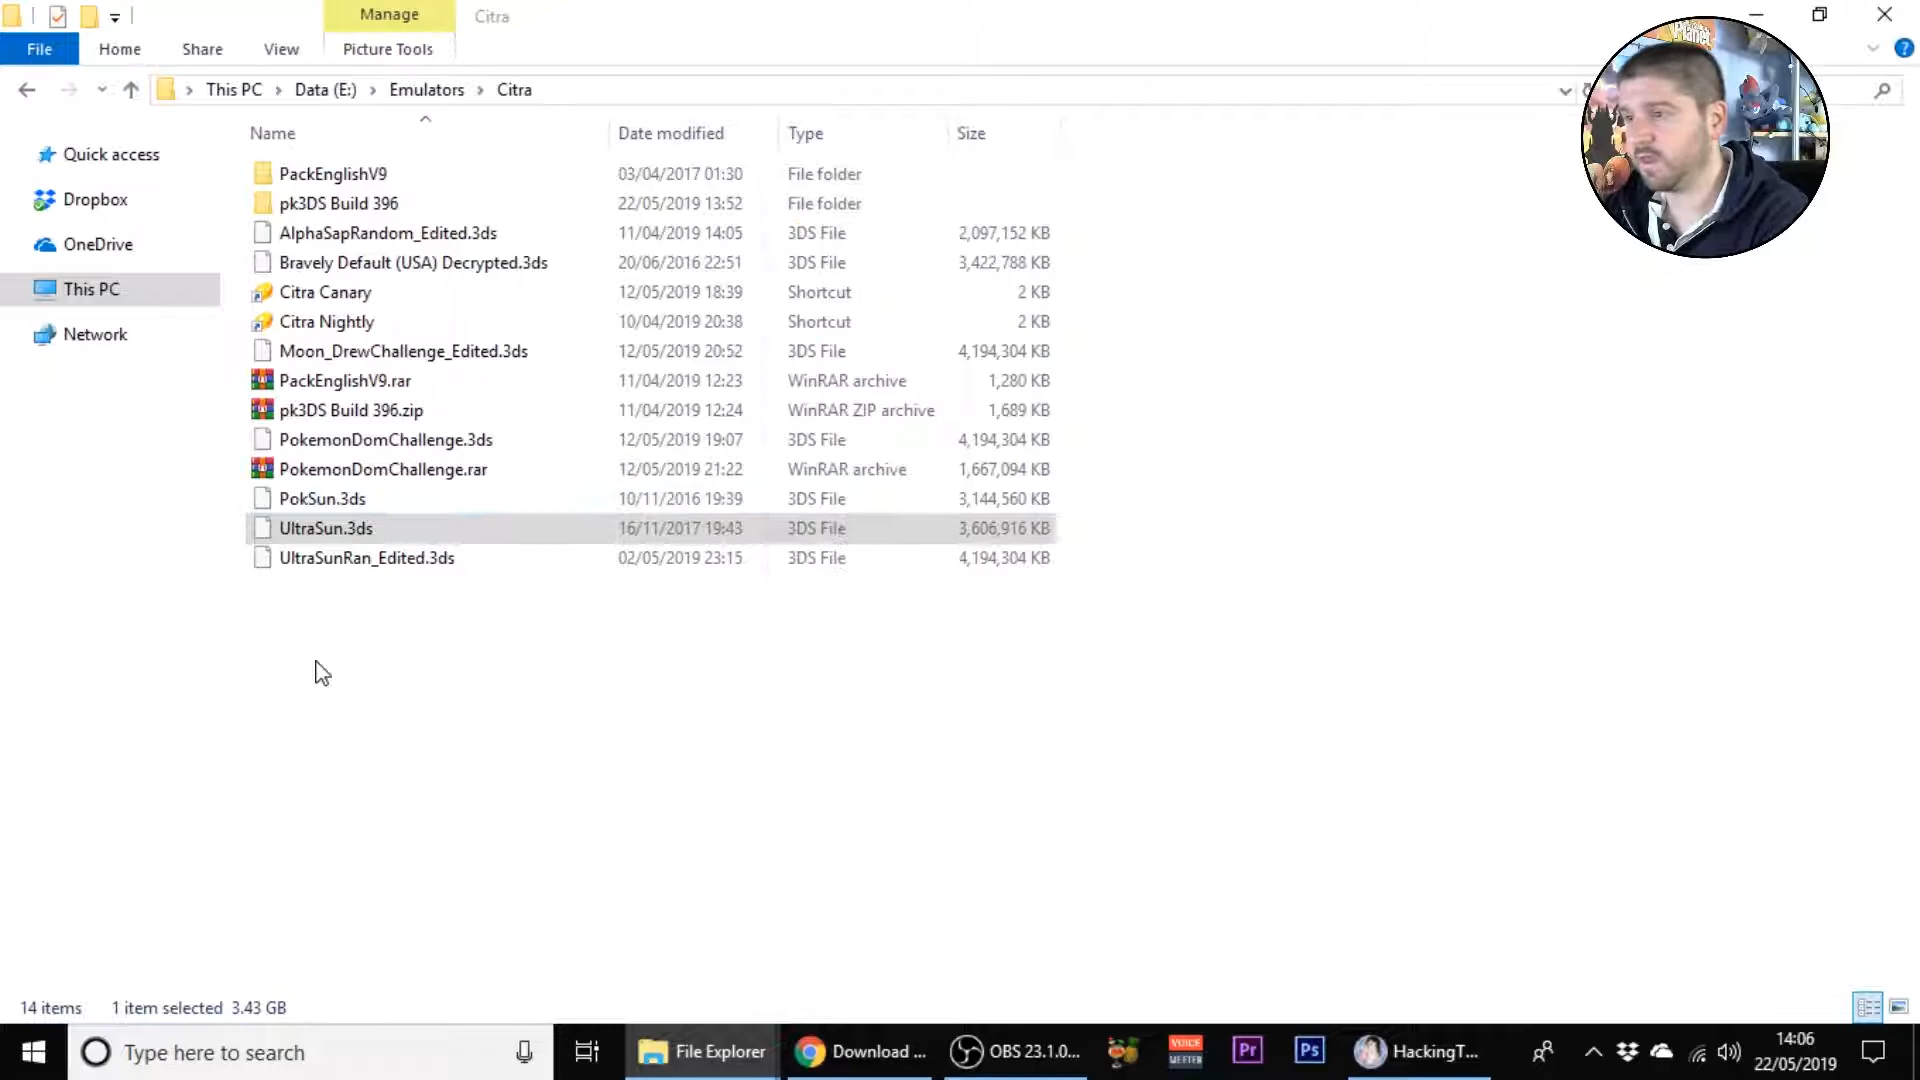 Manage
Citra
File
Home
Share
View
Picture Tools
This PC
Data (E:)
Emulators
Citra
Name
Date modified
Type
Size
Quick access
Dropbox
OneDrive
This PC
Network
PackEnglishV9 03/04/2017 01:30 File folder
pk3DS Build 396 22/05/2019 13:52 File folder
AlphaSapRandom_Edited.3ds 11/04/2019 14:05 3DS File 2,097,152 KB
Bravely Default (USA) Decrypted.3ds 20/06/2016 22:51 3DS File 3,422,788 KB
Citra Canary 12/05/2019 18:39 Shortcut 2 KB
Citra Nightly 10/04/2019 20:38 Shortcut 2 KB
Moon_DrewChallenge_Edited.3ds 12/05/2019 20:52 3DS File 4,194,304 KB
PackEnglishV9.rar 11/04/2019 12:23 WinRAR archive 1,280 KB
pk3DS Build 396.zip 11/04/2019 12:24 WinRAR ZIP archive 1,689 KB
PokemonDomChallenge.3ds 12/05/2019 19:07 3DS File 4,194,304 KB
PokemonDomChallenge.rar 12/05/2019 21:22 WinRAR archive 1,667,094 KB
PokSun.3ds 10/11/2016 19:39 3DS File 3,144,560 KB
UltraSun.3ds 16/11/2017 19:43 3DS File 3,606,916 KB
UltraSunRan_Edited.3ds 02/05/2019 23:15 3DS File 4,194,304 KB
Planet
14 items 1 item selected 3.43 GB
Type here to search
File Explorer
Download ...
OBS 23.1.0...
VOICE
MEETER
Pr
Ps
HackingT...
14:06
22/05/2019